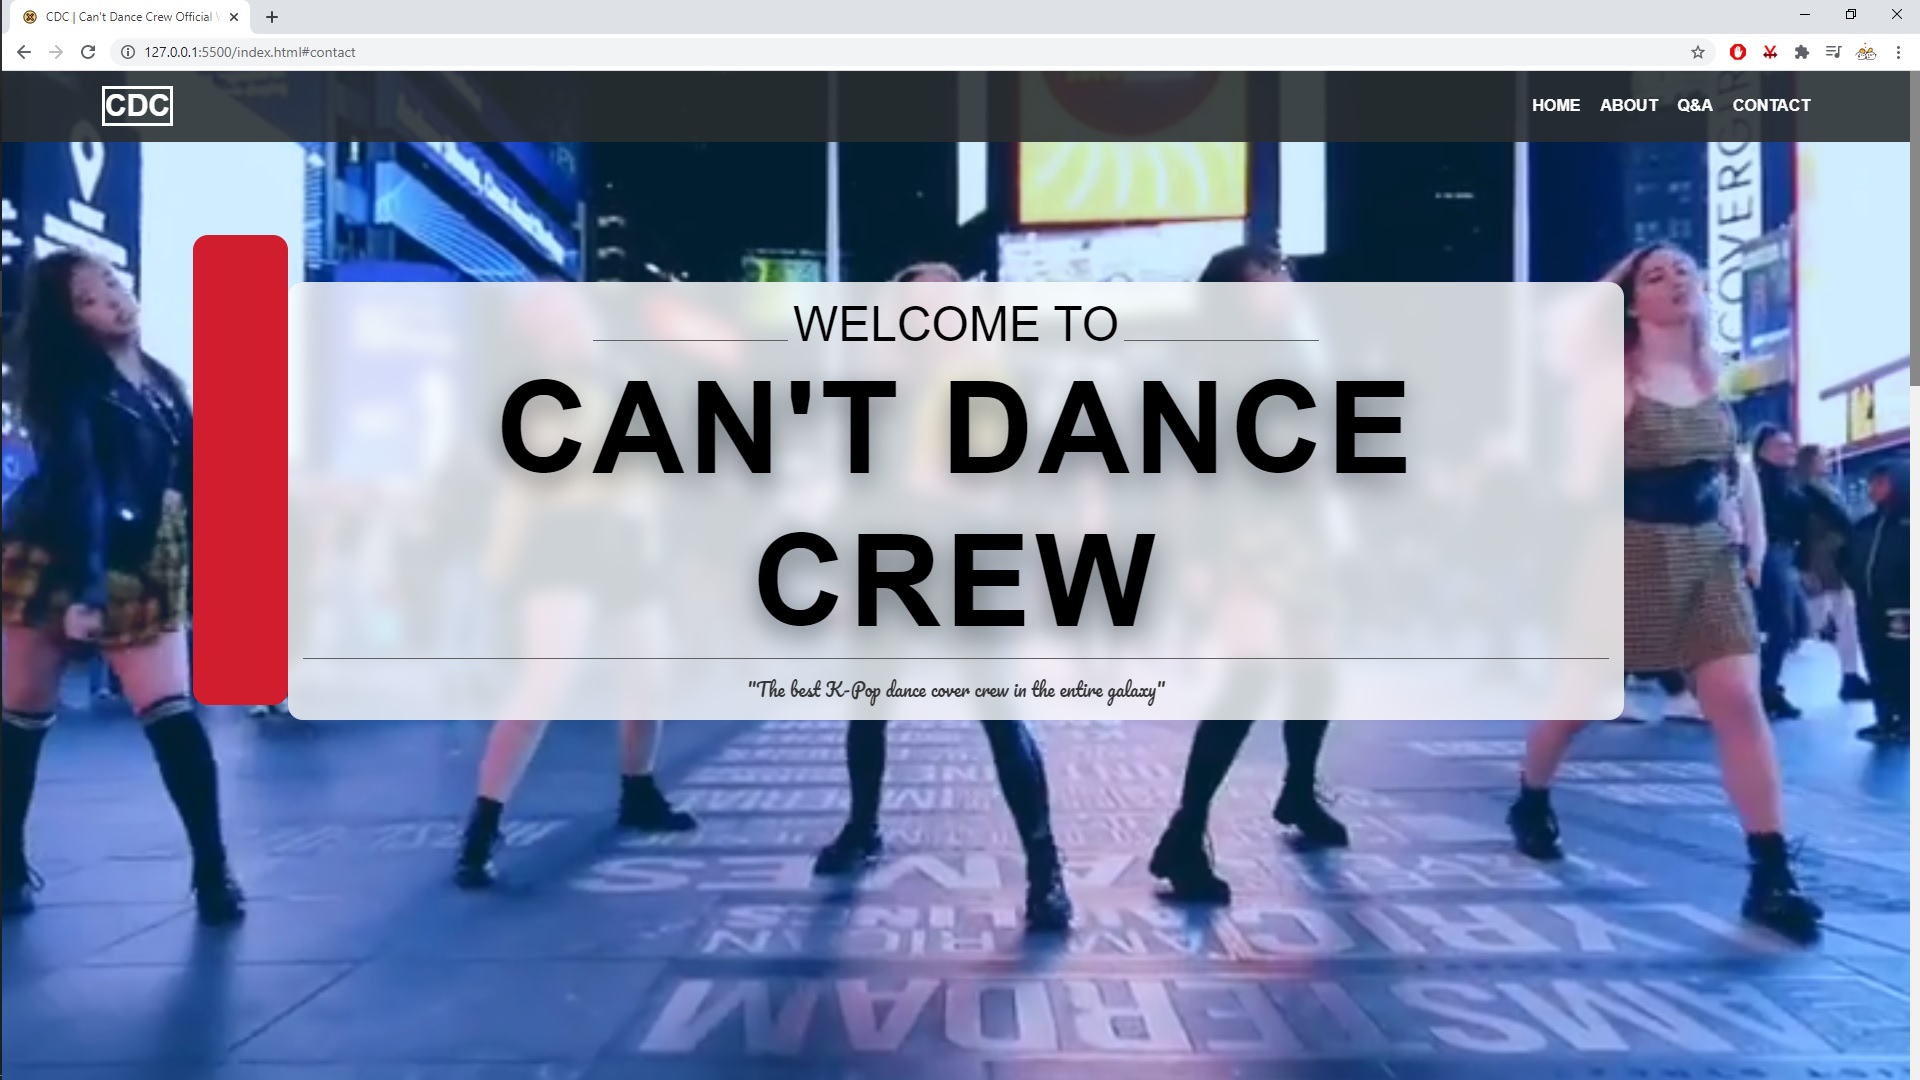 CDC | Can't Dance Crew Official
127.0.0.1:5500/index.html#contact
CDC
HOME ABOUT Q&A CONTACT
COVERGIR
WELCOME TO
CAN'T DANCE
CREW
"The best K-Pop dance cover crew in the entire galaxy"